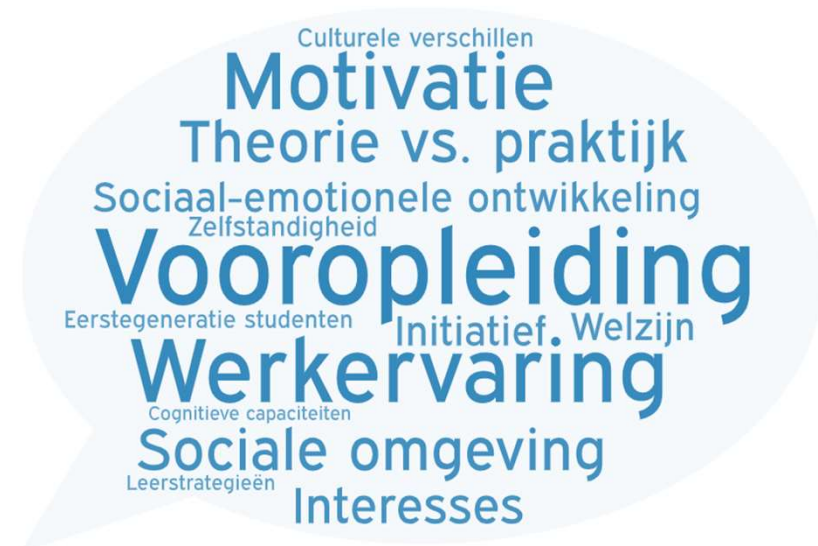 Culturele verschillen
Motivatie
Theorie vs. praktijk
Sociaal-emotionele ontwikkeling
Zelfstandigheid
Vooropleiding
Eerstegeneratie studenten
Initiatief.
Welzijn
Werkervaring
Cognitieve capaciteiten
Sociale omgeving
Leerstrategieën
Interesses